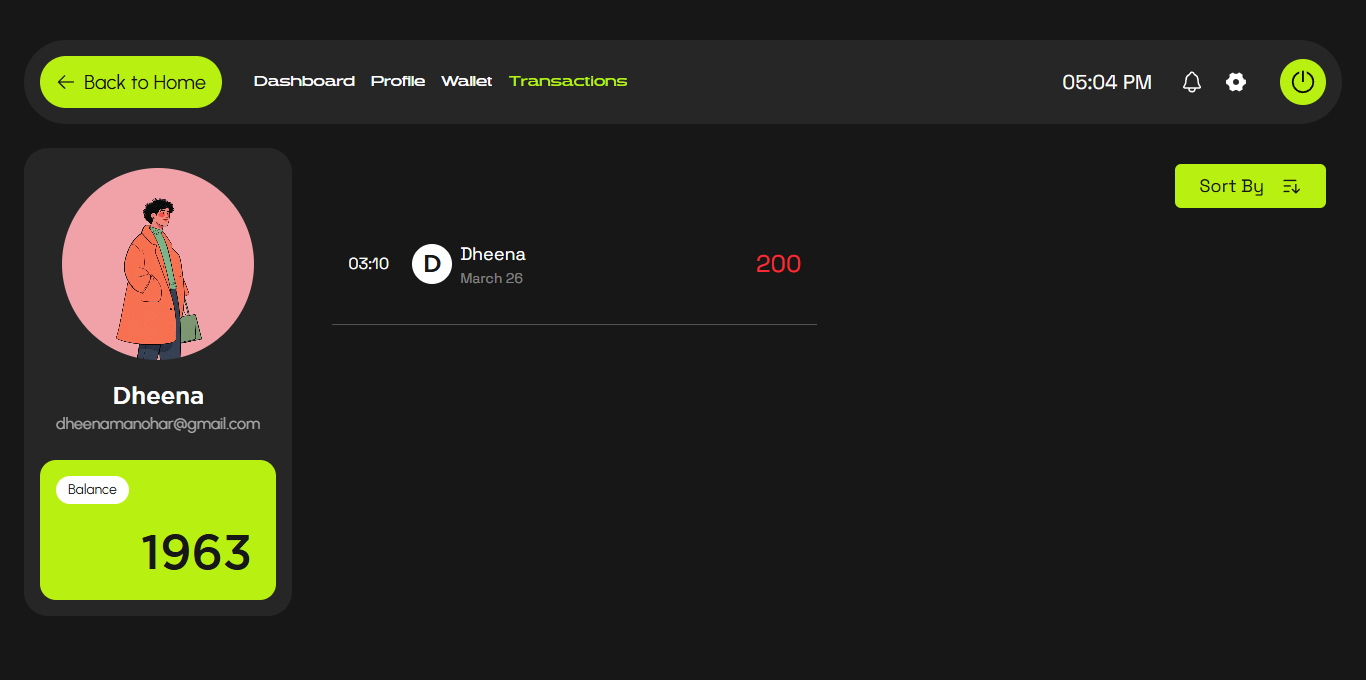 Back to Home Dashboard Profile Wallet Transactions 05:04 PM
Sort By
03:10 D Dheena 200
March 26
Dheena
dheenamanohar@gmail.com
Balance
1963